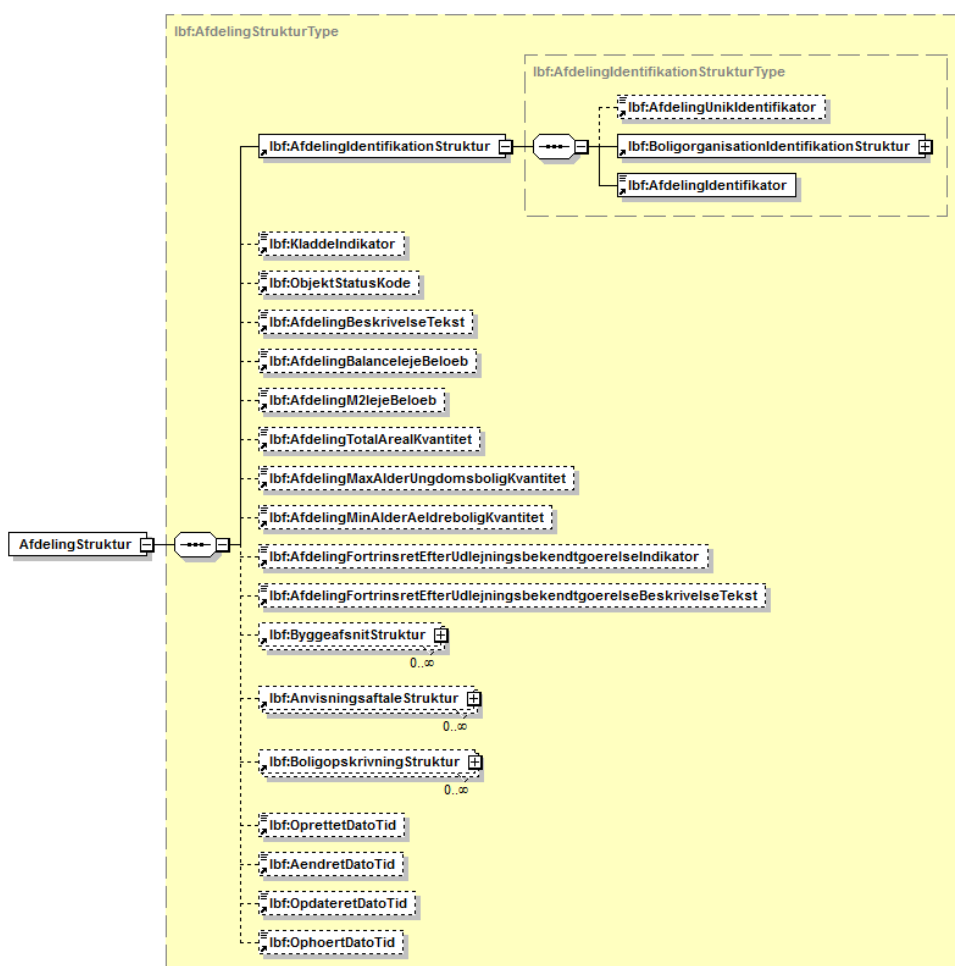 lbf:AfdelingStrukturType
lbf:AfdelingIdentifikationStrukturType
lbf:AfdelingUnikIdentifikator
lbf:AfdelingIdentifikationStruktur
lbf:BoligorganisationIdentifikationStruktur
lbf:AfdelingIdentifikator
lbf:KladdeIndikator
lbf:ObjektStatusKode
lbf:AfdelingBeskrivelseTekst
lbf:AfdelingBalancelejeBeloeb
lbf:AfdelingM2lejeBeloeb
lbf:AfdelingTotalArealKvantitet
lbf:AfdelingMaxAlderUngdomsboligKvantitet
lbf:AfdelingMinAlderAeldreboligKvantitet
AfdelingStruktur
lbf:AfdelingFortrinsretEfterUdlejningsbekendtgoerelseIndikator
lbf:AfdelingFortrinsretEfterUdlejningsbekendtgoerelseBeskrivelseTekst
lbf:ByggeafsnitStruktur
0..∞
lbf:AnvisningsaftaleStruktur
0..∞
lbf:BoligopskrivningStruktur
0..∞
lbf:OprettetDatoTid
lbf:AendretDatoTid
lbf:OpdateretDatoTid
lbf:OphoertDatoTid